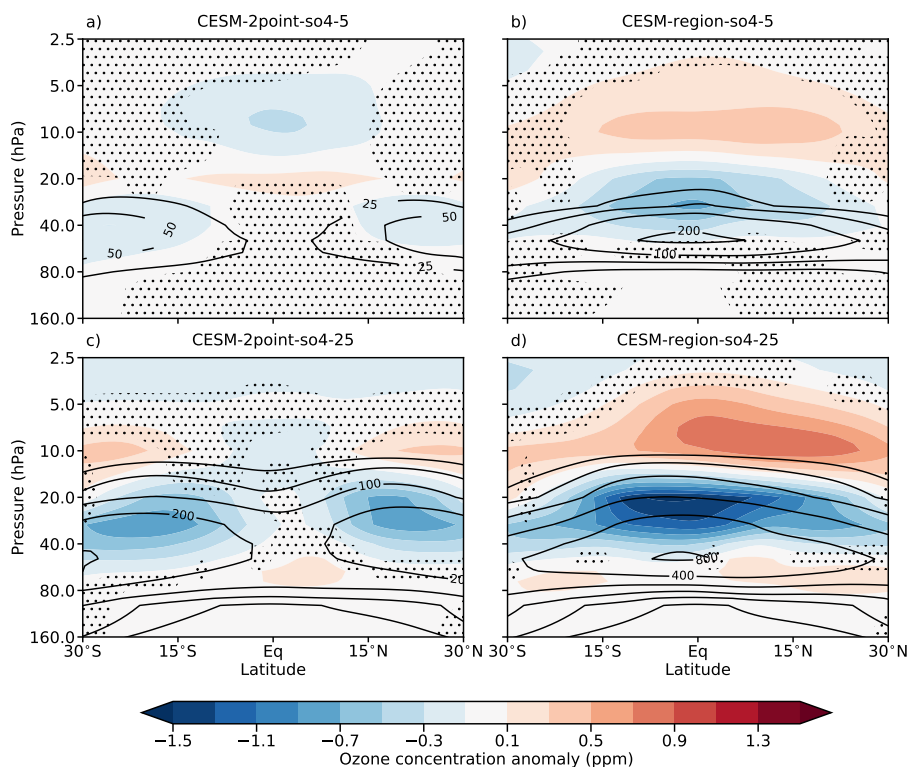 a) CESM-2point-so4-5
b) CESM-region-so4-5
2.5
5.0
10.0
20.0
40.0
80.0
160.0
Pressure (hPa)
25
50
50
50
25
200
100
c) CESM-2point-so4-25
d) CESM-region-so4-25
2.5
5.0
10.0
20.0
40.0
80.0
160.0
Pressure (hPa)
100
200
20
800
400
30°S 15°S Eq 15°N 30°N
Latitude
30°S 15°S Eq 15°N 30°N
Latitude
−1.5 −1.1 −0.7 −0.3 0.1 0.5 0.9 1.3
Ozone concentration anomaly (ppm)